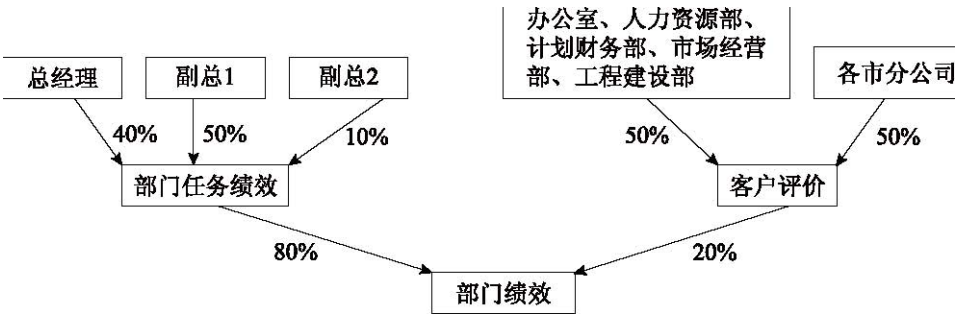 办公室、人力资源部、
计划财务部、市场经营
部、工程建设部
总经理
副总1
副总2
各市分公司
40%
50%
10%
50%
50%
部门任务绩效
客户评价
80%
20%
部门绩效